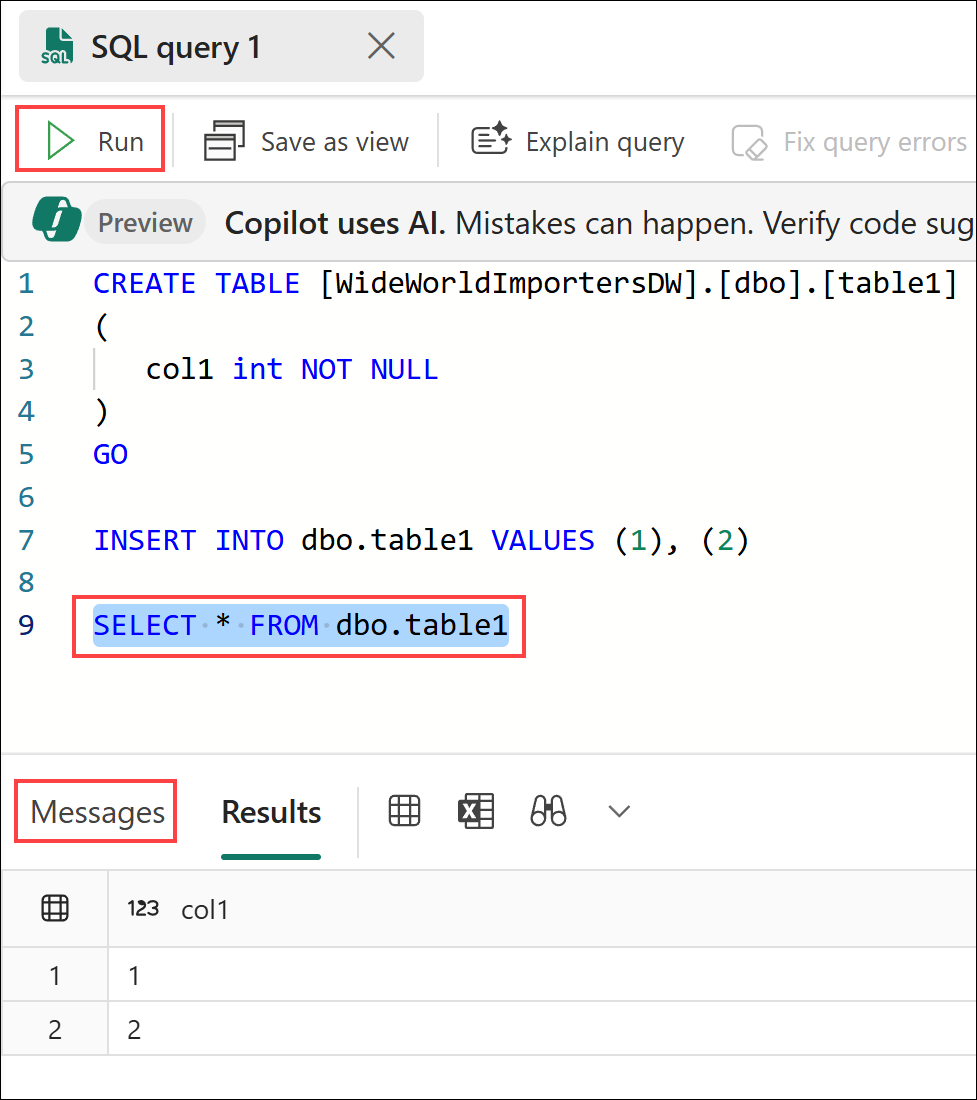 SQL SQL query 1
Run Save as view Explain query Fix query errors
Preview Copilot uses AI. Mistakes can happen. Verify code sug
1 CREATE TABLE [WideWorldImportersDW].[dbo].[table1]
2 (
3 col1 int NOT NULL
4 )
5 GO
6
7 INSERT INTO dbo.table1 VALUES (1), (2)
8
9 SELECT * FROM dbo.table1
Messages Results
123 col1
1 1
2 2